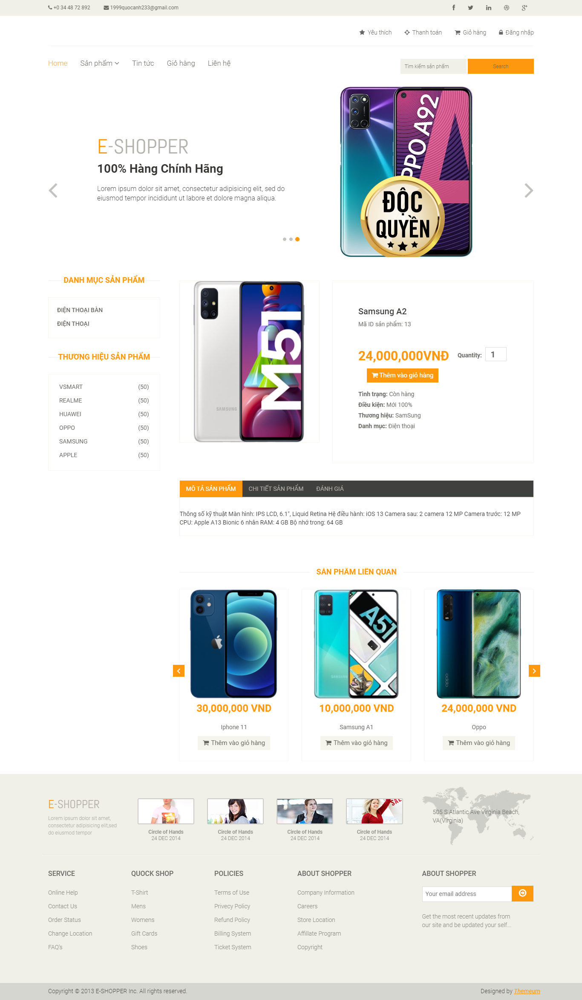 +0 34 48 72 892
1999quocanh233@gmail.com
Yêu thích
Thanh toán
Giỏ hàng
Đăng nhập
Home
Sản phẩm
Tin tức
Giỏ hàng
Liên hệ
Tìm kiếm sản phẩm
Search
E-SHOPPER
100% Hàng Chính Hãng
Lorem ipsum dolor sit amet, consectetur adipisicing elit, sed do
eiusmod tempor incididunt ut labore et dolore magna aliqua.
OPPO A92
ĐỘC
QUYỀN
DANH MỤC SẢN PHẨM
ĐIỆN THOẠI BÀN
ĐIỆN THOẠI
THƯƠNG HIỆU SẢN PHẨM
VSMART (50)
REALME (50)
HUAWEI (50)
OPPO (50)
SAMSUNG (50)
APPLE (50)
M51
SAMSUNG
Samsung A2
Mã ID sản phẩm: 13
24,000,000VNĐ
Quantity: 1
Thêm vào giỏ hàng
Tình trạng: Còn hàng
Điều kiện: Mới 100%
Thương hiệu: SamSung
Danh mục: Điện thoại
MÔ TẢ SẢN PHẨM
CHI TIẾT SẢN PHẨM
ĐÁNH GIÁ
Thông số kỹ thuật Màn hình: IPS LCD, 6.1", Liquid Retina Hệ điều hành: iOS 13 Camera sau: 2 camera 12 MP Camera trước: 12 MP
CPU: Apple A13 Bionic 6 nhân RAM: 4 GB Bộ nhớ trong: 64 GB
SẢN PHẨM LIÊN QUAN
A51
SAMSUNG
oppo
30,000,000 VND
10,000,000 VND
24,000,000 VND
Iphone 11
Samsung A1
Oppo
Thêm vào giỏ hàng
Thêm vào giỏ hàng
Thêm vào giỏ hàng
E-SHOPPER
Lorem ipsum dolor sit amet,
consectetur adipisicing elit,sed
do eiusmod tempor
SALE
Circle of Hands
24 DEC 2014
Circle of Hands
24 DEC 2014
Circle of Hands
24 DEC 2014
Circle of Hands
24 DEC 2014
505 S Atlantic Ave Virginia Beach,
VA(Virginia)
SERVICE
Online Help
Contact Us
Order Status
Change Location
FAQ's
QUOCK SHOP
T-Shirt
Mens
Womens
Gift Cards
Shoes
POLICIES
Terms of Use
Privecy Policy
Refund Policy
Billing System
Ticket System
ABOUT SHOPPER
Company Information
Careers
Store Location
Affillate Program
Copyright
ABOUT SHOPPER
Your email address
Get the most recent updates from
our site and be updated your self...
Copyright © 2013 E-SHOPPER Inc. All rights reserved.
Designed by Themeum